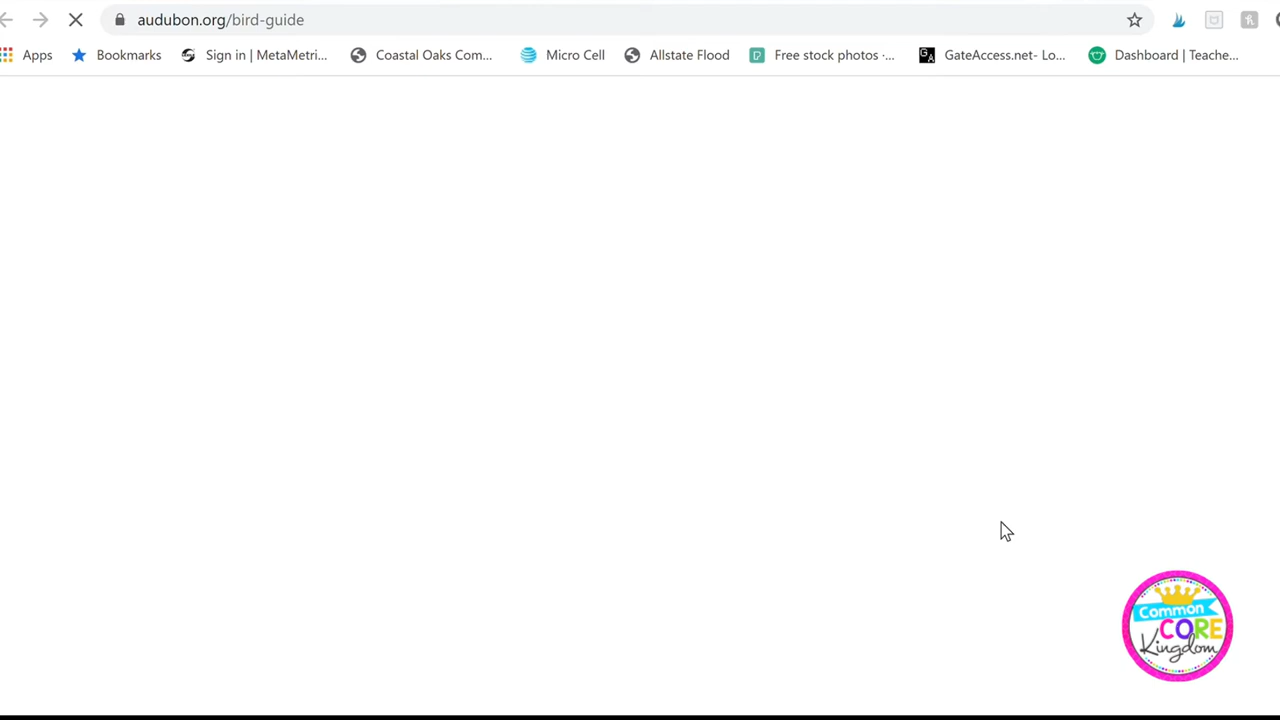 audubon.org/bird-guide
Apps Bookmarks Sign in | MetaMetri... Coastal Oaks Com... Micro Cell Allstate Flood Free stock photos ·... GateAccess.net- Lo... Dashboard | Teache...
Common
CORE
Kingdom